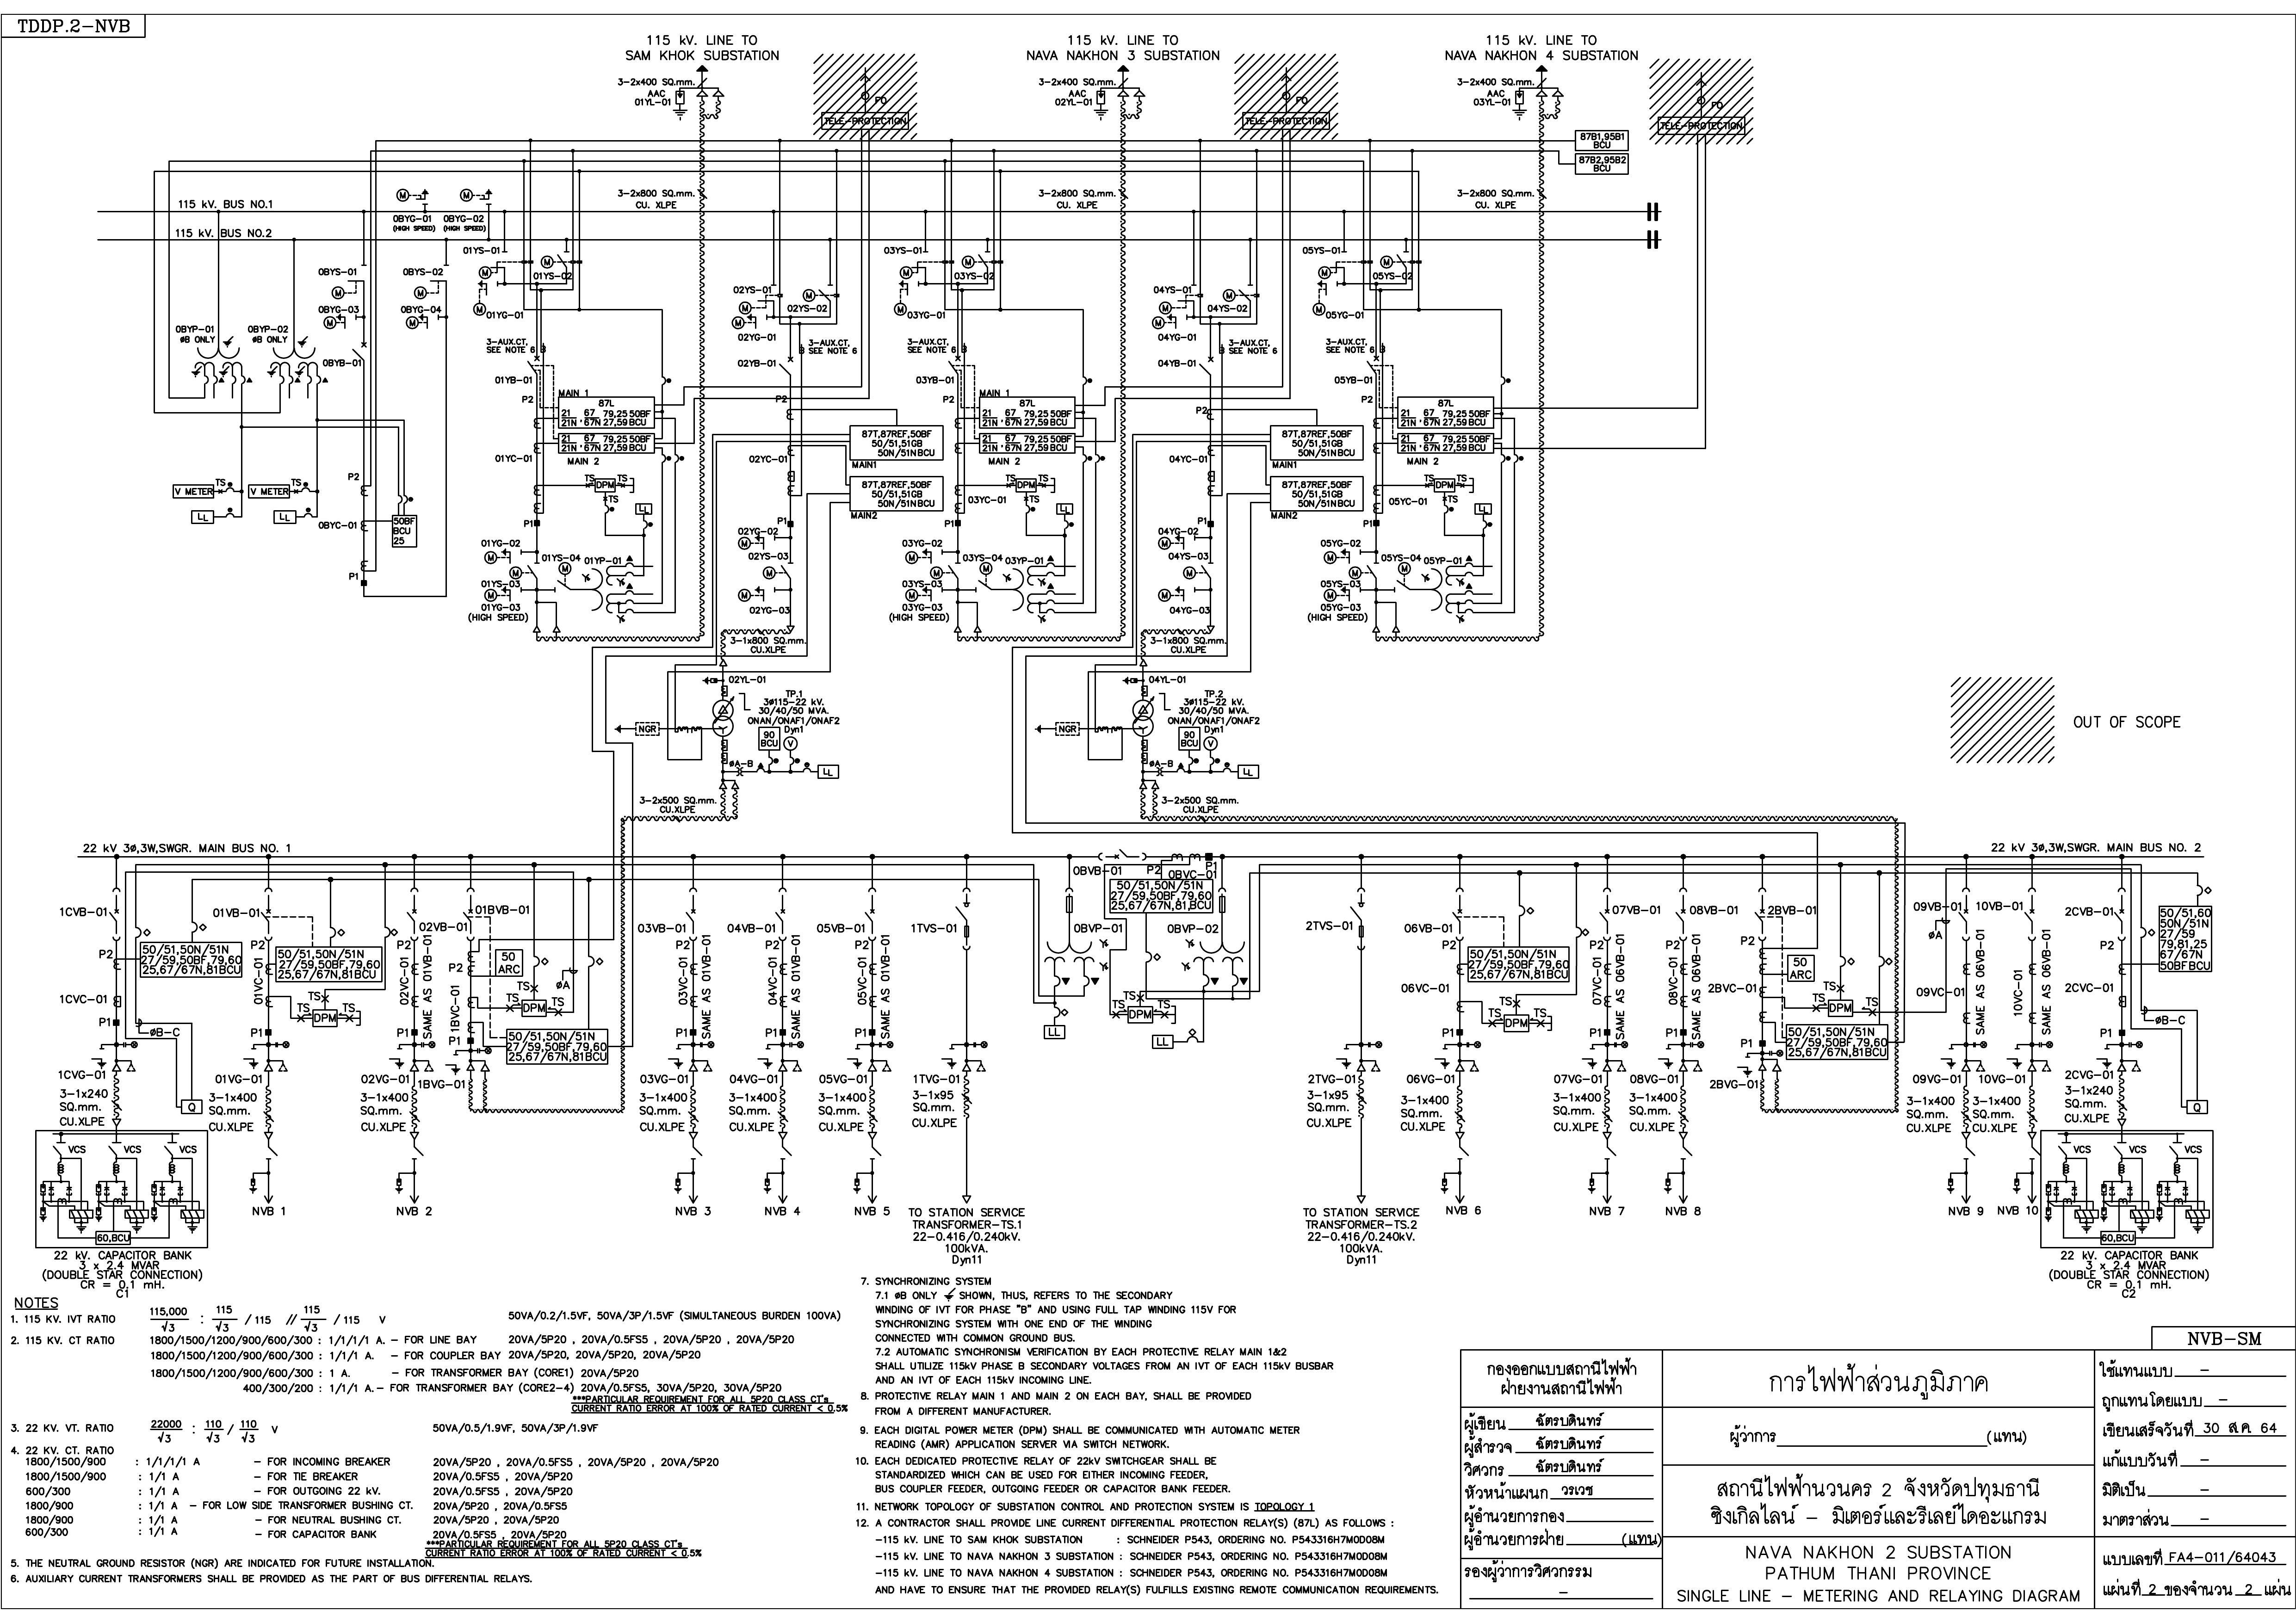 TDDP.2-NVB
115 kV. LINE TO
SAM KHOK SUBSTATION
115 kV. LINE TO
NAVA NAKHON 3 SUBSTATION
115 kV. LINE TO
NAVA NAKHON 4 SUBSTATION
3-2x400 SQ.mm.
AAC
01YL-01
FO
TELE-PROTECTION
3-2x400 SQ.mm.
AAC
02YL-01
FO
TELE-PROTECTION
3-2x400 SQ.mm.
AAC
03YL-01
FO
TELE-PROTECTION
87B1,95B1
BCU
87B2,95B2
BCU
3-2x800 SQ.mm.
CU. XLPE
3-2x800 SQ.mm.
CU. XLPE
3-2x800 SQ.mm.
CU. XLPE
115 kV. BUS NO.1
115 kV. BUS NO.2
0BYG-01
(HIGH SPEED)
0BYG-02
(HIGH SPEED)
0BYS-01
0BYS-02
0BYG-03
0BYG-04
0BYP-01
øB ONLY
0BYP-02
øB ONLY
0BYB-01
V METER
TS
V METER
TS
LL
LL
P2
0BYC-01
P1
50BF
BCU
25
01YS-01
01YS-02
01YG-01
3-AUX.CT,
SEE NOTE 6
01YB-01
P2
MAIN 1
87L
21 67 79,25 50BF
21N 67N 27,59 BCU
21 67 79,25 50BF
21N 67N 27,59 BCU
MAIN 2
01YC-01
TS DPM TS
TS
LL
P1
01YG-02
01YS-04
01YP-01
01YS-03
01YG-03
(HIGH SPEED)
02YS-01
02YS-02
02YG-01
3-AUX.CT,
SEE NOTE 6
02YB-01
P2
87T,87REF,50BF
50/51,51GB
50N/51N BCU
MAIN1
87T,87REF,50BF
50/51,51GB
50N/51N BCU
MAIN2
02YC-01
P1
02YG-02
02YS-03
02YG-03
3-1x800 SQ.mm.
CU.XLPE
03YS-01
03YS-02
03YG-01
3-AUX.CT,
SEE NOTE 6
03YB-01
P2
MAIN 1
87L
21 67 79,25 50BF
21N 67N 27,59 BCU
21 67 79,25 50BF
21N 67N 27,59 BCU
MAIN 2
03YC-01
TS DPM TS
TS
LL
P1
03YG-02
03YS-04
03YP-01
03YS-03
03YG-03
(HIGH SPEED)
04YS-01
04YS-02
04YG-01
3-AUX.CT,
SEE NOTE 6
04YB-01
P2
87T,87REF,50BF
50/51,51GB
50N/51N BCU
MAIN1
87T,87REF,50BF
50/51,51GB
50N/51N BCU
MAIN2
04YC-01
P1
04YG-02
04YS-03
04YG-03
3-1x800 SQ.mm.
CU.XLPE
05YS-01
05YS-02
05YG-01
3-AUX.CT,
SEE NOTE 6
05YB-01
P2
87L
21 67 79,25 50BF
21N 67N 27,59 BCU
21 67 79,25 50BF
21N 67N 27,59 BCU
MAIN 2
05YC-01
TS DPM TS
TS
LL
P1
05YG-02
05YS-04
05YP-01
05YS-03
05YG-03
(HIGH SPEED)
02YL-01
TP.1
3ø115-22 kV.
30/40/50 MVA.
ONAN/ONAF1/ONAF2
Dyn1
NGR
90
BCU
V
øA-B
LL
3-2x500 SQ.mm.
CU.XLPE
04YL-01
TP.2
3ø115-22 kV.
30/40/50 MVA.
ONAN/ONAF1/ONAF2
Dyn1
NGR
90
BCU
V
øA-B
LL
3-2x500 SQ.mm.
CU.XLPE
OUT OF SCOPE
22 kV 3ø,3W,SWGR. MAIN BUS NO. 1
22 kV 3ø,3W,SWGR. MAIN BUS NO. 2
1CVB-01
P2
50/51,50N/51N
27/59,50BF,79,60
25,67/67N,81BCU
1CVC-01
P1
øB-C
1CVG-01
3-1x240
SQ.mm.
CU.XLPE
Q
VCS
VCS
VCS
60,BCU
22 kV. CAPACITOR BANK
3 x 2.4 MVAR
(DOUBLE STAR CONNECTION)
CR = 0.1 mH.
C1
01VB-01
P2
50/51,50N/51N
27/59,50BF,79,60
25,67/67N,81BCU
01VC-01
TS
TS DPM TS
P1
01VG-01
3-1x400
SQ.mm.
CU.XLPE
NVB 1
02VB-01
P2
02VC-01
SAME AS 01VB-01
P1
02VG-01
3-1x400
SQ.mm.
CU.XLPE
NVB 2
01BVB-01
P2
50
ARC
øA
1BVC-01
TS
TS DPM TS
50/51,50N/51N
27/59,50BF,79,60
25,67/67N,81BCU
P1
1BVG-01
03VB-01
P2
03VC-01
SAME AS 01VB-01
P1
03VG-01
3-1x400
SQ.mm.
CU.XLPE
NVB 3
04VB-01
P2
04VC-01
SAME AS 01VB-01
P1
04VG-01
3-1x400
SQ.mm.
CU.XLPE
NVB 4
05VB-01
P2
05VC-01
SAME AS 01VB-01
P1
05VG-01
3-1x400
SQ.mm.
CU.XLPE
NVB 5
1TVS-01
1TVG-01
3-1x95
SQ.mm.
CU.XLPE
TO STATION SERVICE
TRANSFORMER-TS.1
22-0.416/0.240kV.
100kVA.
Dyn11
0BVB-01
P2
0BVC-01
P1
50/51,50N/51N
27/59,50BF,79,60
25,67/67N,81,BCU
0BVP-01
0BVP-02
TS
TS DPM TS
LL
LL
2TVS-01
2TVG-01
3-1x95
SQ.mm.
CU.XLPE
TO STATION SERVICE
TRANSFORMER-TS.2
22-0.416/0.240kV.
100kVA.
Dyn11
06VB-01
P2
50/51,50N/51N
27/59,50BF,79,60
25,67/67N,81BCU
06VC-01
TS
TS DPM TS
P1
06VG-01
3-1x400
SQ.mm.
CU.XLPE
NVB 6
07VB-01
P2
07VC-01
SAME AS 06VB-01
P1
07VG-01
3-1x400
SQ.mm.
CU.XLPE
NVB 7
08VB-01
P2
08VC-01
SAME AS 06VB-01
P1
08VG-01
3-1x400
SQ.mm.
CU.XLPE
NVB 8
2BVB-01
P2
50
ARC
2BVC-01
TS
TS DPM TS
50/51,50N/51N
27/59,50BF,79,60
25,67/67N,81BCU
P1
2BVG-01
09VB-01
øA
P2
09VC-01
SAME AS 06VB-01
P1
09VG-01
3-1x400
SQ.mm.
CU.XLPE
NVB 9
10VB-01
P2
10VC-01
SAME AS 06VB-01
P1
10VG-01
3-1x400
SQ.mm.
CU.XLPE
NVB 10
2CVB-01
P2
50/51,60
50N/51N
27/59
79,81,25
67/67N
50BF BCU
2CVC-01
P1
øB-C
2CVG-01
3-1x240
SQ.mm.
CU.XLPE
Q
VCS
VCS
VCS
60,BCU
22 kV. CAPACITOR BANK
3 x 2.4 MVAR
(DOUBLE STAR CONNECTION)
CR = 0.1 mH.
C2
NOTES
1. 115 KV. IVT RATIO 115,000/√3 : 115/√3 / 115 // 115/√3 / 115 V 50VA/0.2/1.5VF, 50VA/3P/1.5VF (SIMULTANEOUS BURDEN 100VA)
2. 115 KV. CT RATIO 1800/1500/1200/900/600/300 : 1/1/1/1 A. - FOR LINE BAY 20VA/5P20 , 20VA/0.5FS5 , 20VA/5P20 , 20VA/5P20
1800/1500/1200/900/600/300 : 1/1/1 A. - FOR COUPLER BAY 20VA/5P20, 20VA/5P20, 20VA/5P20
1800/1500/1200/900/600/300 : 1 A. - FOR TRANSFORMER BAY (CORE1) 20VA/5P20
400/300/200 : 1/1/1 A. - FOR TRANSFORMER BAY (CORE2-4) 20VA/0.5FS5, 30VA/5P20, 30VA/5P20
***PARTICULAR REQUIREMENT FOR ALL 5P20 CLASS CT's
CURRENT RATIO ERROR AT 100% OF RATED CURRENT < 0.5%
3. 22 KV. VT. RATIO 22000/√3 : 110/√3 / 110/√3 V 50VA/0.5/1.9VF, 50VA/3P/1.9VF
4. 22 KV. CT. RATIO
1800/1500/900 : 1/1/1/1 A - FOR INCOMING BREAKER 20VA/5P20 , 20VA/0.5FS5 , 20VA/5P20 , 20VA/5P20
1800/1500/900 : 1/1 A - FOR TIE BREAKER 20VA/0.5FS5 , 20VA/5P20
600/300 : 1/1 A - FOR OUTGOING 22 kV. 20VA/0.5FS5 , 20VA/5P20
1800/900 : 1/1 A - FOR LOW SIDE TRANSFORMER BUSHING CT. 20VA/5P20 , 20VA/0.5FS5
1800/900 : 1/1 A - FOR NEUTRAL BUSHING CT. 20VA/5P20 , 20VA/5P20
600/300 : 1/1 A - FOR CAPACITOR BANK 20VA/0.5FS5 , 20VA/5P20
***PARTICULAR REQUIREMENT FOR ALL 5P20 CLASS CT's
CURRENT RATIO ERROR AT 100% OF RATED CURRENT < 0.5%
5. THE NEUTRAL GROUND RESISTOR (NGR) ARE INDICATED FOR FUTURE INSTALLATION.
6. AUXILIARY CURRENT TRANSFORMERS SHALL BE PROVIDED AS THE PART OF BUS DIFFERENTIAL RELAYS.
7. SYNCHRONIZING SYSTEM
7.1 øB ONLY SHOWN, THUS, REFERS TO THE SECONDARY
WINDING OF IVT FOR PHASE "B" AND USING FULL TAP WINDING 115V FOR
SYNCHRONIZING SYSTEM WITH ONE END OF THE WINDING
CONNECTED WITH COMMON GROUND BUS.
7.2 AUTOMATIC SYNCHRONISM VERIFICATION BY EACH PROTECTIVE RELAY MAIN 1&2
SHALL UTILIZE 115kV PHASE B SECONDARY VOLTAGES FROM AN IVT OF EACH 115kV BUSBAR
AND AN IVT OF EACH 115kV INCOMING LINE.
8. PROTECTIVE RELAY MAIN 1 AND MAIN 2 ON EACH BAY, SHALL BE PROVIDED
FROM A DIFFERENT MANUFACTURER.
9. EACH DIGITAL POWER METER (DPM) SHALL BE COMMUNICATED WITH AUTOMATIC METER
READING (AMR) APPLICATION SERVER VIA SWITCH NETWORK.
10. EACH DEDICATED PROTECTIVE RELAY OF 22kV SWITCHGEAR SHALL BE
STANDARDIZED WHICH CAN BE USED FOR EITHER INCOMING FEEDER,
BUS COUPLER FEEDER, OUTGOING FEEDER OR CAPACITOR BANK FEEDER.
11. NETWORK TOPOLOGY OF SUBSTATION CONTROL AND PROTECTION SYSTEM IS TOPOLOGY 1
12. A CONTRACTOR SHALL PROVIDE LINE CURRENT DIFFERENTIAL PROTECTION RELAY(S) (87L) AS FOLLOWS :
-115 kV. LINE TO SAM KHOK SUBSTATION : SCHNEIDER P543, ORDERING NO. P543316H7M0D08M
-115 kV. LINE TO NAVA NAKHON 3 SUBSTATION : SCHNEIDER P543, ORDERING NO. P543316H7M0D08M
-115 kV. LINE TO NAVA NAKHON 4 SUBSTATION : SCHNEIDER P543, ORDERING NO. P543316H7M0D08M
AND HAVE TO ENSURE THAT THE PROVIDED RELAY(S) FULFILLS EXISTING REMOTE COMMUNICATION REQUIREMENTS.
NVB-SM
กองออกแบบสถานีไฟฟ้า
ฝ่ายงานสถานีไฟฟ้า
ผู้เขียน ฉัตรบดินทร์
ผู้สำรวจ ฉัตรบดินทร์
วิศวกร ฉัตรบดินทร์
หัวหน้าแผนก วรเวช
ผู้อำนวยการกอง
ผู้อำนวยการฝ่าย (แทน)
รองผู้ว่าการวิศวกรรม
-
การไฟฟ้าส่วนภูมิภาค
ผู้ว่าการ (แทน)
สถานีไฟฟ้านวนคร 2 จังหวัดปทุมธานี
ซิงเกิลไลน์ - มิเตอร์และรีเลย์ไดอะแกรม
NAVA NAKHON 2 SUBSTATION
PATHUM THANI PROVINCE
SINGLE LINE - METERING AND RELAYING DIAGRAM
ใช้แทนแบบ -
ถูกแทนโดยแบบ -
เขียนเสร็จวันที่ 30 ส.ค. 64
แก้แบบวันที่ -
มิติเป็น -
มาตราส่วน -
แบบเลขที่ FA4-011/64043
แผ่นที่ 2 ของจำนวน 2 แผ่น